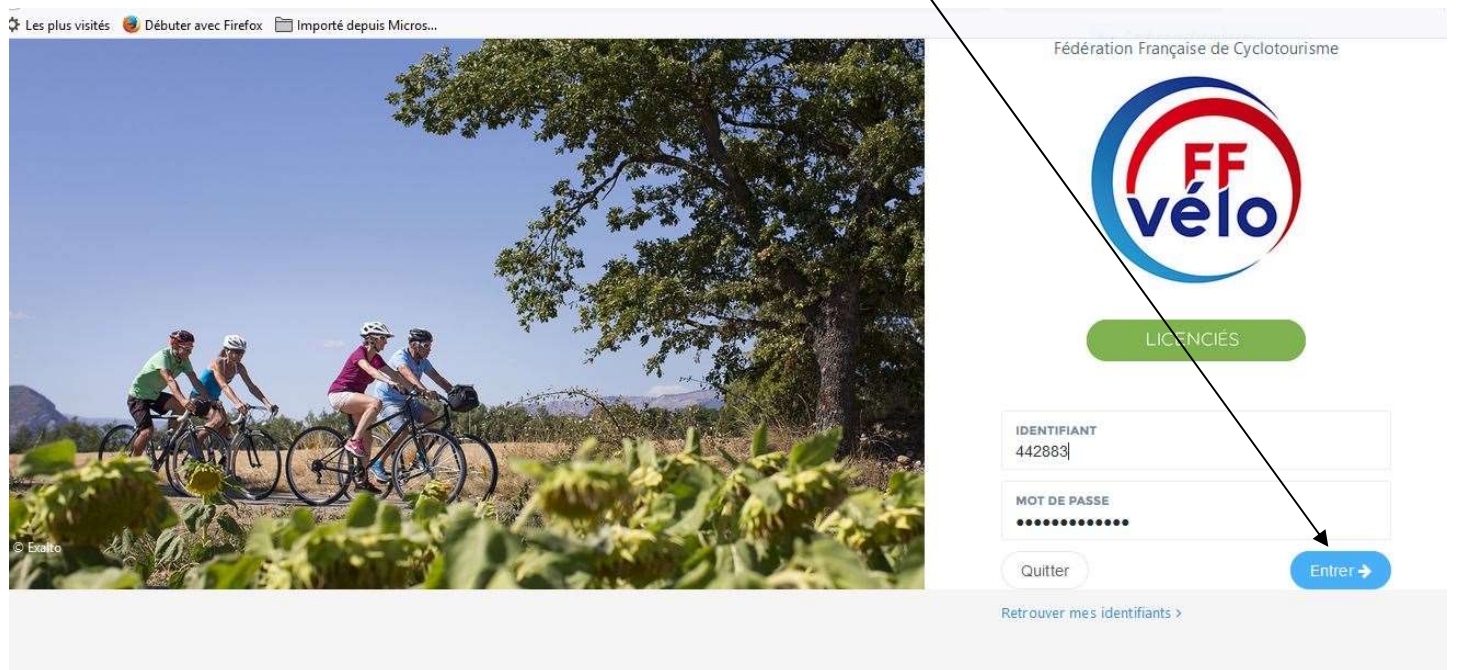 Les plus visités Débuter avec Firefox Importé depuis Micros...
Fédération Française de Cyclotourisme
FF
vélo
LICENCIÉS
IDENTIFIANT
442883
MOT DE PASSE
•••••••••••••
Quitter
Entrer
Retrouver mes identifiants >
© Exalto